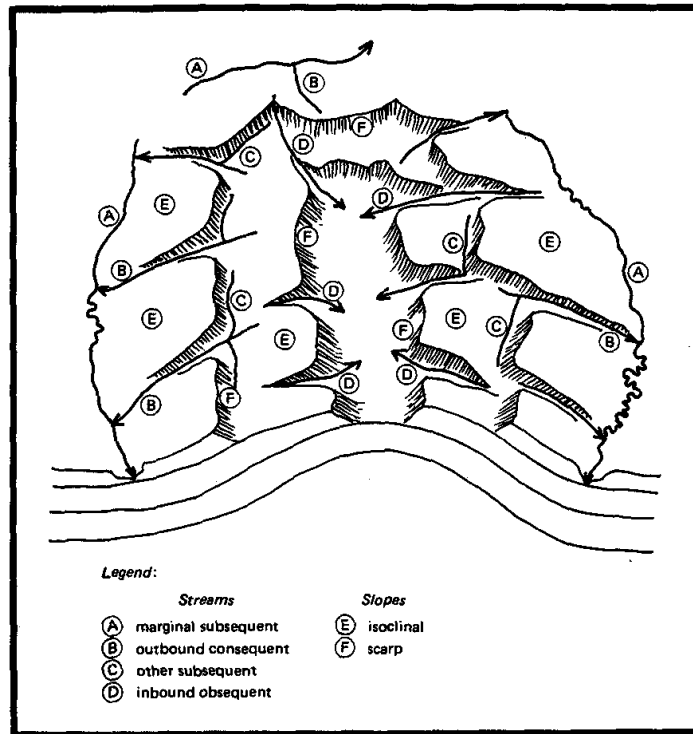 A
B
F
D
C
E
A
D
C
E
A
F
B
D
C
E
E
E
C
F
B
D
D
B
F
Legend:
Streams Slopes
A marginal subsequent E isoclinal
B outbound consequent F scarp
C other subsequent
D inbound obsequent